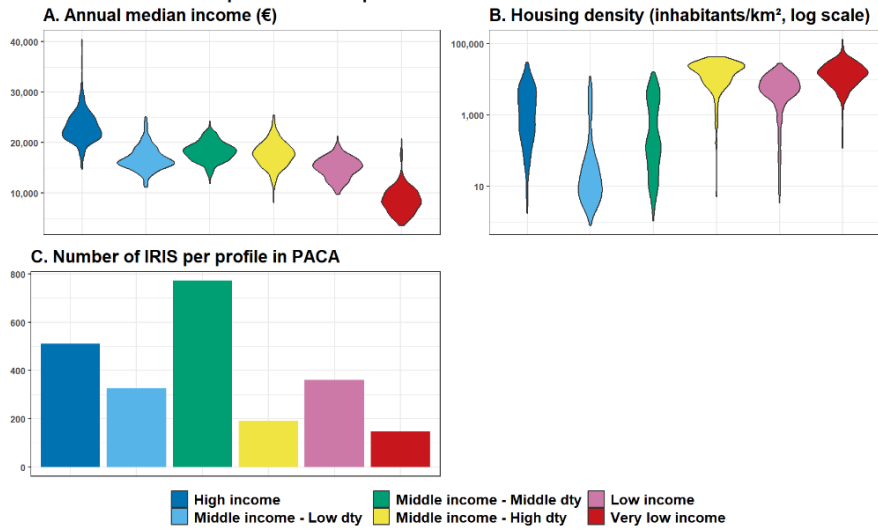 A. Annual median income (€)
40,000
30,000
20,000
10,000
B. Housing density (inhabitants/km², log scale)
100,000
1,000
10
C. Number of IRIS per profile in PACA
800
600
400
200
0
High income
Middle income - Low dty
Middle income - Middle dty
Middle income - High dty
Low income
Very low income